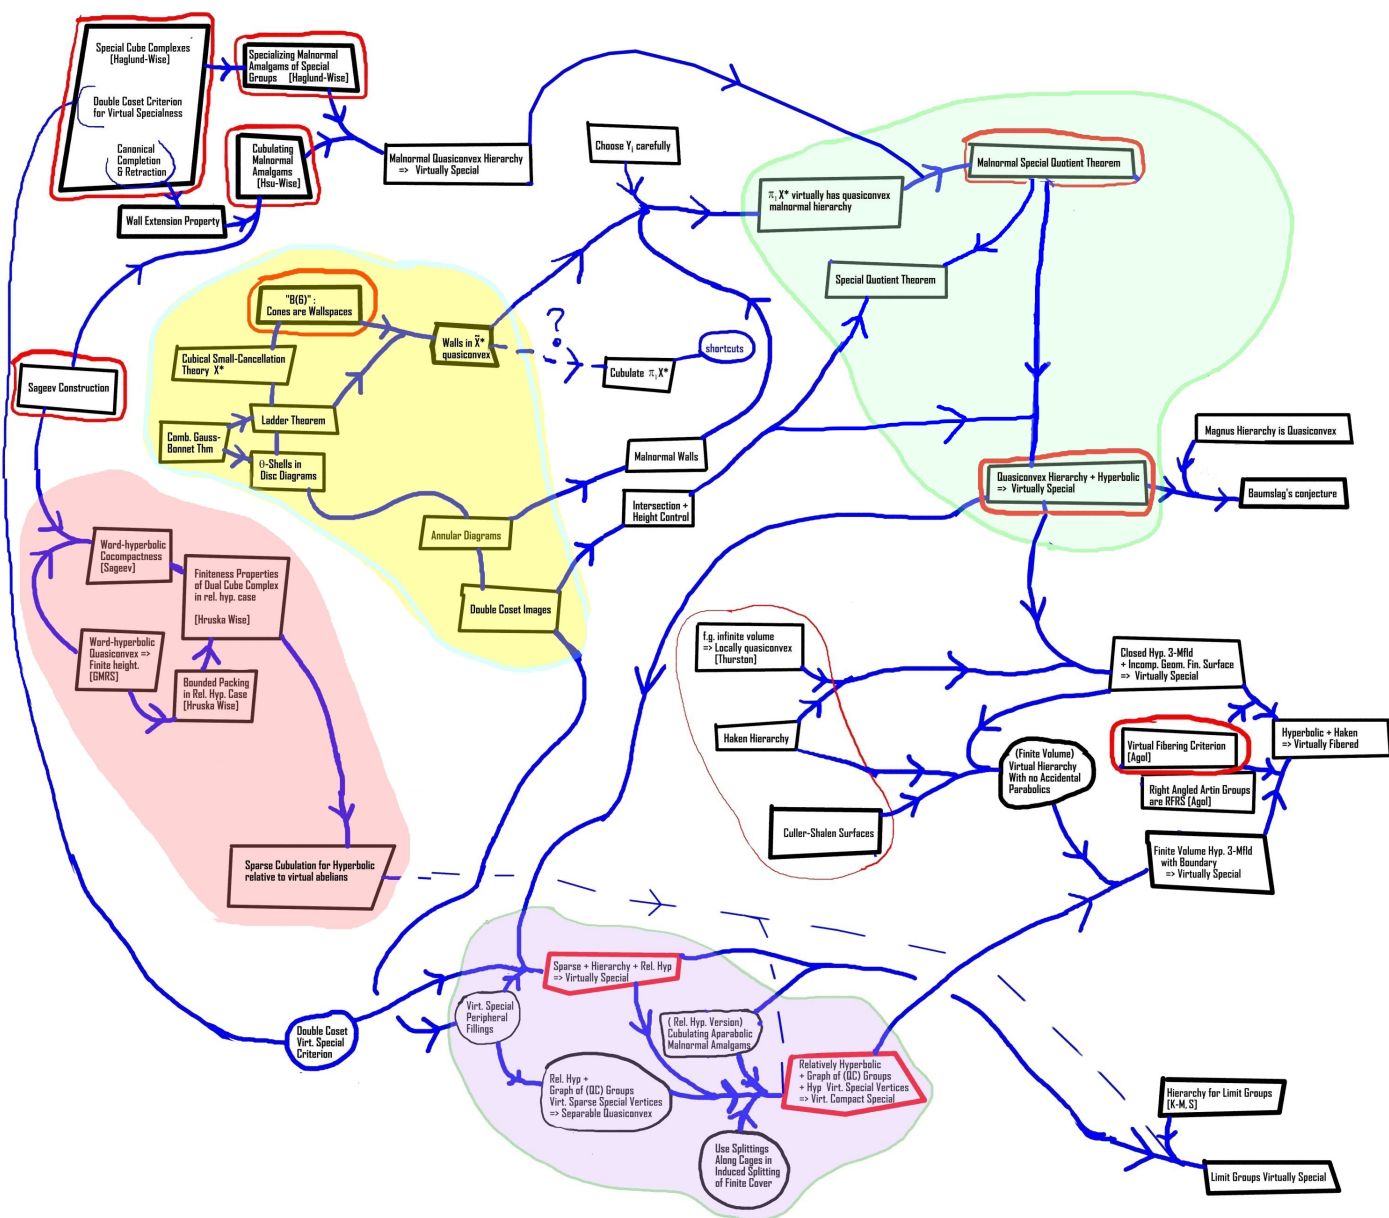 Special Cube Complexes
[Haglund-Wise]
Double Coset Criterion
for Virtual Specialness
Canonical
Completion
& Retraction
Specializing Malnormal
Amalgams of Special
Groups [Haglund-Wise]
Cubulating
Malnormal
Amalgams
[Hsu-Wise]
Wall Extension Property
Malnormal Quasiconvex Hierarchy
=> Virtually Special
Choose Yᵢ carefully
π₁X* virtually has quasiconvex
malnormal hierarchy
Malnormal Special Quotient Theorem
Special Quotient Theorem
"B(6)" :
Cones are Wallspaces
Walls in X̃*
quasiconvex
?
Cubulate π₁X*
shortcuts
Cubical Small-Cancellation
Theory X*
Sageev Construction
Ladder Theorem
Comb. Gauss-
Bonnet Thm
θ-Shells in
Disc Diagrams
Malnormal Walls
Intersection +
Height Control
Annular Diagrams
Double Coset Images
Quasiconvex Hierarchy + Hyperbolic
=> Virtually Special
Magnus Hierarchy is Quasiconvex
Baumslag's conjecture
Word-hyperbolic
Cocompactness
[Sageev]
Finiteness Properties
of Dual Cube Complex
in rel. hyp. case
[Hruska Wise]
Word-hyperbolic
Quasiconvex =>
Finite height.
[GMRS]
Bounded Packing
in Rel. Hyp. Case
[Hruska Wise]
f.g. infinite volume
=> Locally quasiconvex
[Thurston]
Haken Hierarchy
Culler-Shalen Surfaces
Closed Hyp. 3-Mfld
+ Incomp. Geom. Fin. Surface
=> Virtually Special
(Finite Volume)
Virtual Hierarchy
With no Accidental
Parabolics
Virtual Fibering Criterion
[Agol]
Hyperbolic + Haken
=> Virtually Fibered
Right Angled Artin Groups
are RFRS [Agol]
Finite Volume Hyp. 3-Mfld
with Boundary
=> Virtually Special
Sparse Cubulation for Hyperbolic
relative to virtual abelians
Sparse + Hierarchy + Rel. Hyp
=> Virtually Special
Virt. Special
Peripheral
Fillings
Double Coset
Virt. Special
Criterion
( Rel. Hyp. Version)
Cubulating Aparabolic
Malnormal Amalgams
Rel. Hyp +
Graph of (QC) Groups
Virt. Sparse Special Vertices
=> Separable Quasiconvex
Relatively Hyperbolic
+ Graph of (QC) Groups
+ Hyp Virt. Special Vertices
=> Virt. Compact Special
Use Splittings
Along Cages in
Induced Splitting
of Finite Cover
Hierarchy for Limit Groups
[K-M, S]
Limit Groups Virtually Special